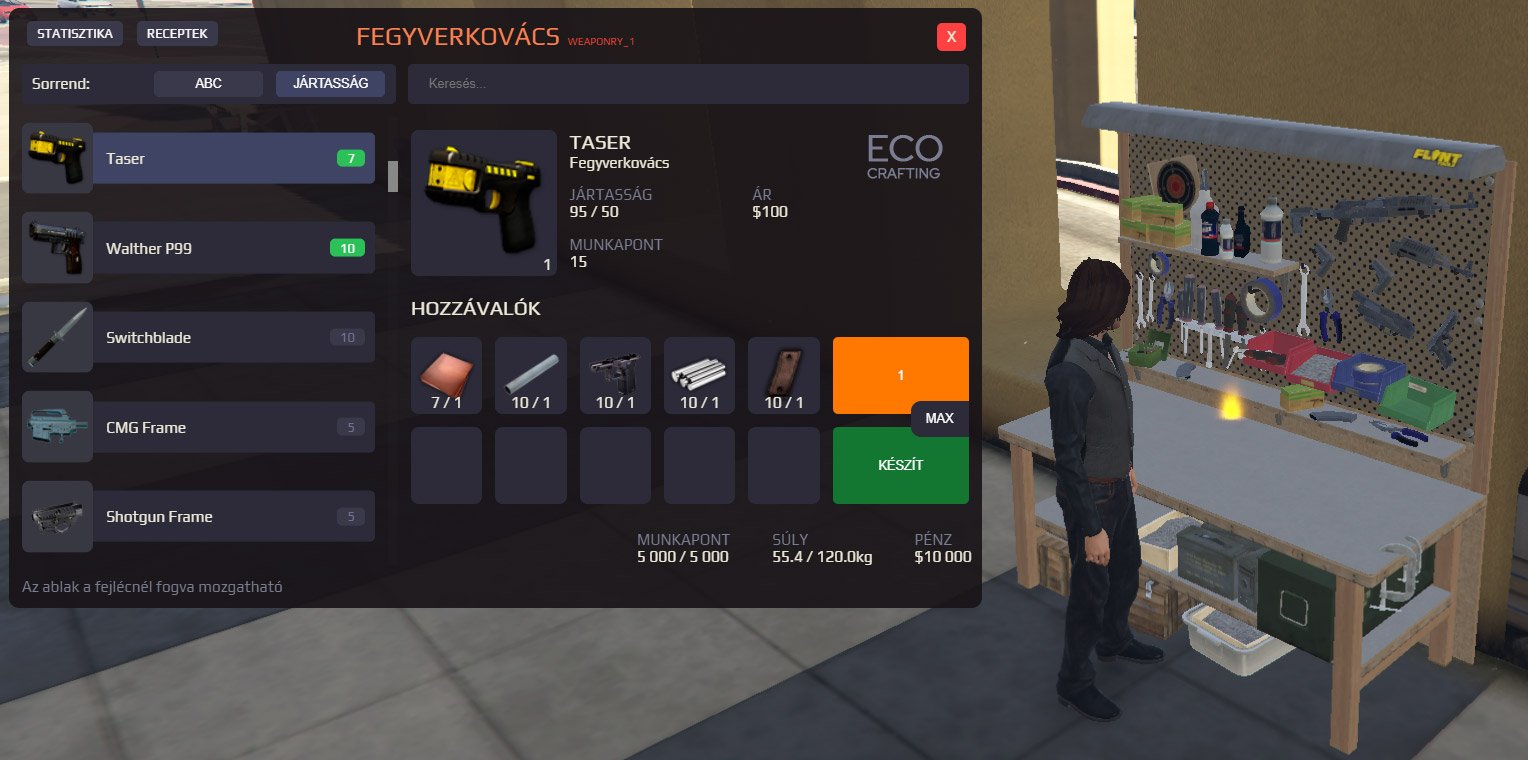 STATISZTIKA
RECEPTEK
FEGYVERKOVÁCS WEAPONRY_1
X
Sorrend:
ABC
JÁRTASSÁG
Keresés...
Taser
7
Walther P99
10
Switchblade
10
CMG Frame
5
Shotgun Frame
5
Az ablak a fejlécnél fogva mozgatható
1
TASER
Fegyverkovács
JÁRTASSÁG
95 / 50
ÁR
$100
MUNKAPONT
15
ECO
CRAFTING
HOZZÁVALÓK
7 / 1
10 / 1
10 / 1
10 / 1
10 / 1
1
MAX
KÉSZÍT
MUNKAPONT
5 000 / 5 000
SÚLY
55.4 / 120.0kg
PÉNZ
$10 000
FLINT